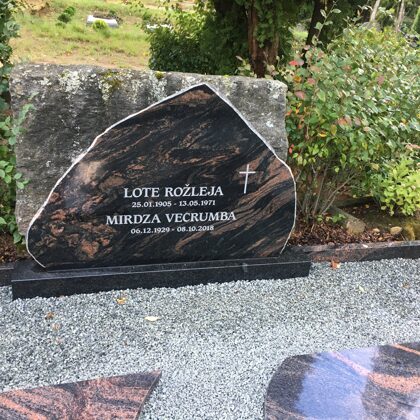 LOTE ROŽLEJA
25.01.1905 - 13.05.1971
MIRDZA VECRUMBA
06.12.1929 - 08.10.2018